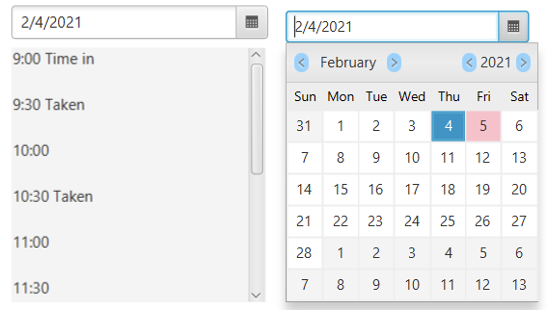 2/4/2021
9:00 Time in
9:30 Taken
10:00
10:30 Taken
11:00
11:30
2/4/2021
< February > < 2021 >
Sun Mon Tue Wed Thu Fri Sat
31 1 2 3 4 5 6
7 8 9 10 11 12 13
14 15 16 17 18 19 20
21 22 23 24 25 26 27
28 1 2 3 4 5 6
7 8 9 10 11 12 13